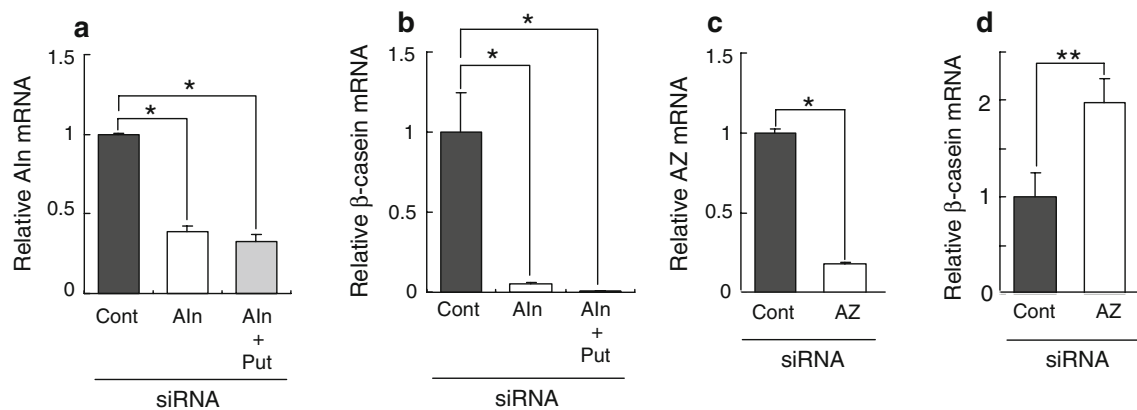 a
Relative AIn mRNA
1.5
1
0.5
0
*
*
Cont
AIn
AIn
+
Put
siRNA
b
Relative β-casein mRNA
1.5
1
0.5
0
*
*
Cont
AIn
AIn
+
Put
siRNA
c
Relative AZ mRNA
1.5
1
0.5
0
*
Cont
AZ
siRNA
d
Relative β-casein mRNA
2
1
0
**
Cont
AZ
siRNA